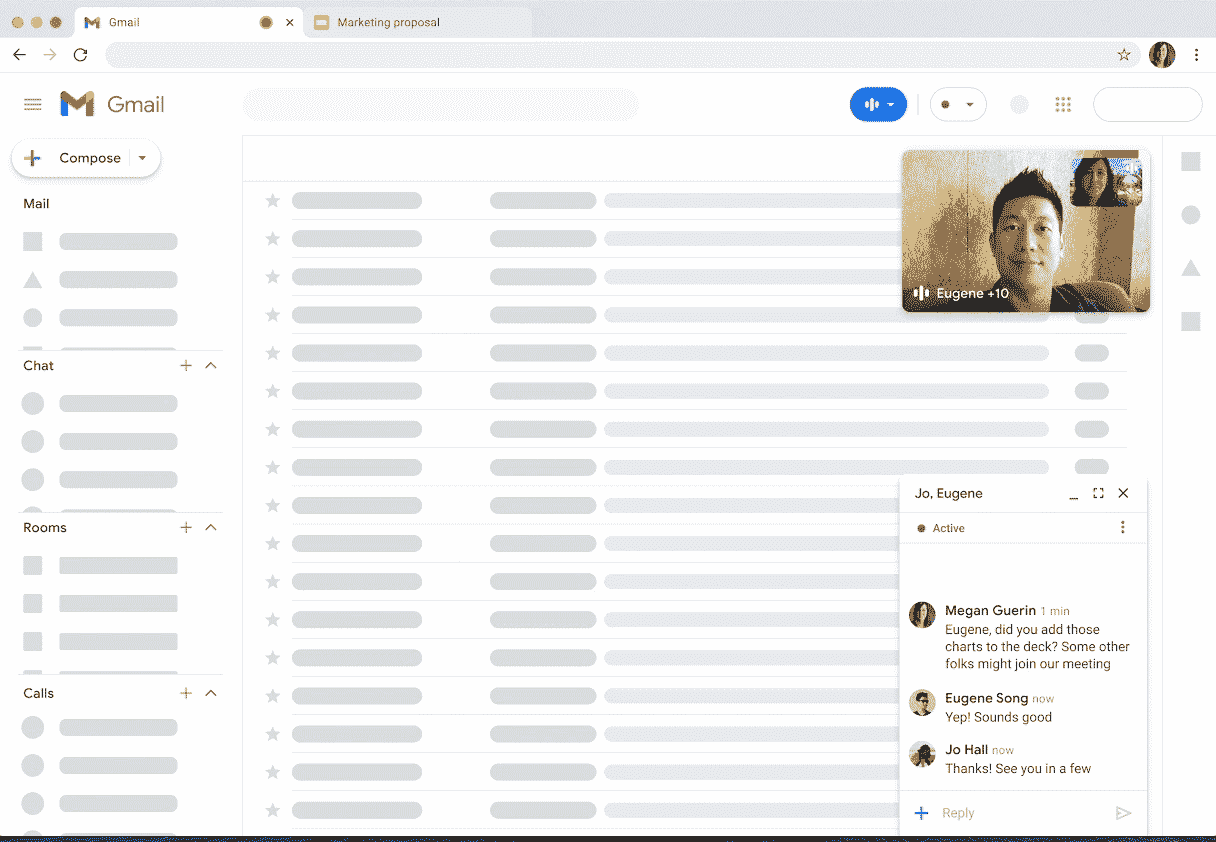 Gmail
Marketing proposal
Gmail
Compose
Mail
Eugene +10
Chat
Rooms
Calls
Jo, Eugene
Active
Megan Guerin 1 min
Eugene, did you add those
charts to the deck? Some other
folks might join our meeting
Eugene Song now
Yep! Sounds good
Jo Hall now
Thanks! See you in a few
Reply